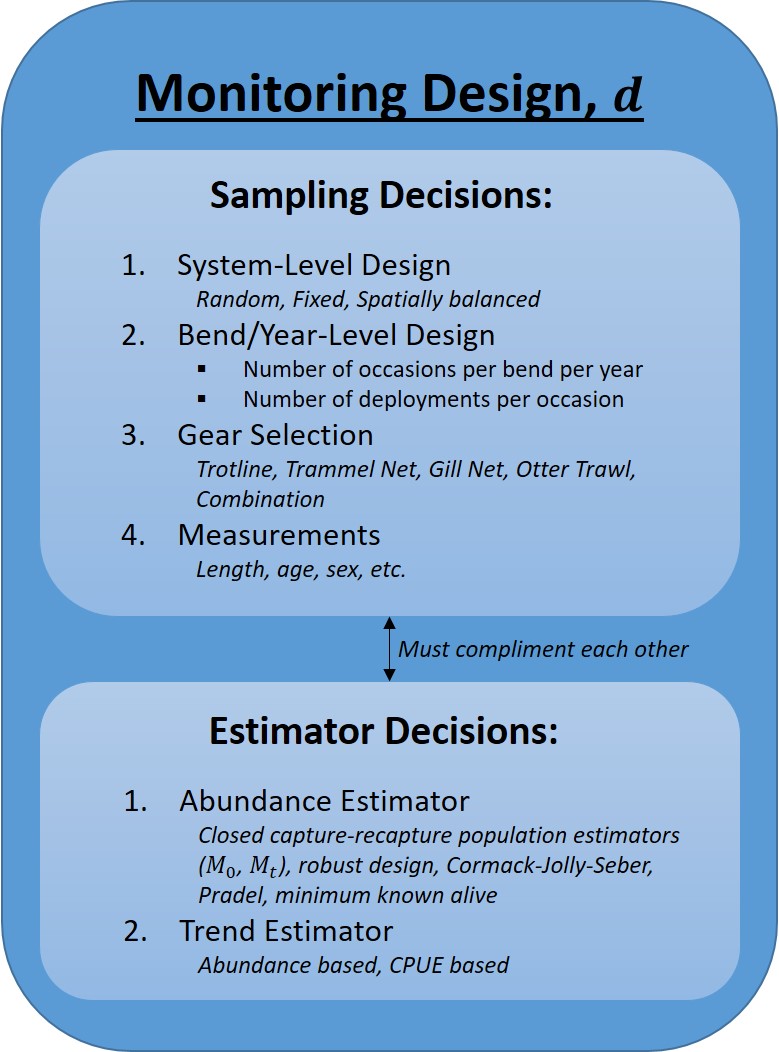 Monitoring Design, d
Sampling Decisions:
1. System-Level Design
Random, Fixed, Spatially balanced
2. Bend/Year-Level Design
▪ Number of occasions per bend per year
▪ Number of deployments per occasion
3. Gear Selection
Trotline, Trammel Net, Gill Net, Otter Trawl,
Combination
4. Measurements
Length, age, sex, etc.
Must compliment each other
Estimator Decisions:
1. Abundance Estimator
Closed capture-recapture population estimators
(M₀, Mₜ), robust design, Cormack-Jolly-Seber,
Pradel, minimum known alive
2. Trend Estimator
Abundance based, CPUE based